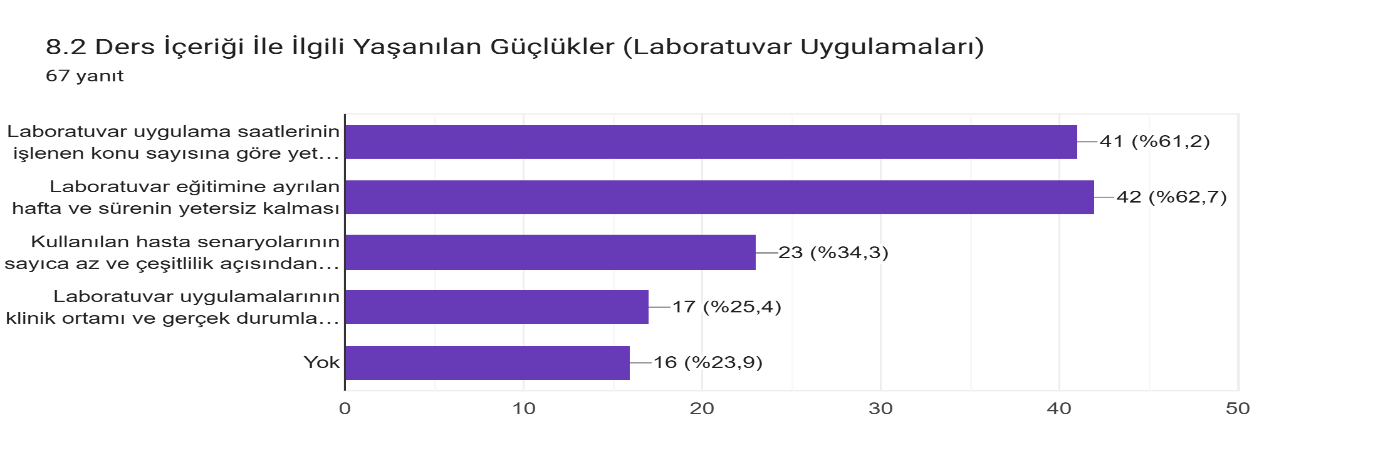 8.2 Ders İçeriği İle İlgili Yaşanılan Güçlükler (Laboratuvar Uygulamaları)
67 yanıt
Laboratuvar uygulama saatlerinin
işlenen konu sayısına göre yet…
41 (%61,2)
Laboratuvar eğitimine ayrılan
hafta ve sürenin yetersiz kalması
42 (%62,7)
Kullanılan hasta senaryolarının
sayıca az ve çeşitlilik açısından…
23 (%34,3)
Laboratuvar uygulamalarının
klinik ortamı ve gerçek durumla…
17 (%25,4)
Yok
16 (%23,9)
0 10 20 30 40 50